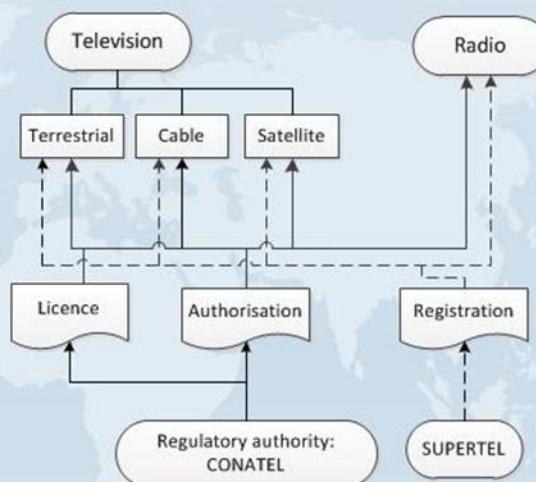 Television
Radio
Terrestrial
Cable
Satellite
Licence
Authorisation
Registration
Regulatory authority:
CONATEL
SUPERTEL